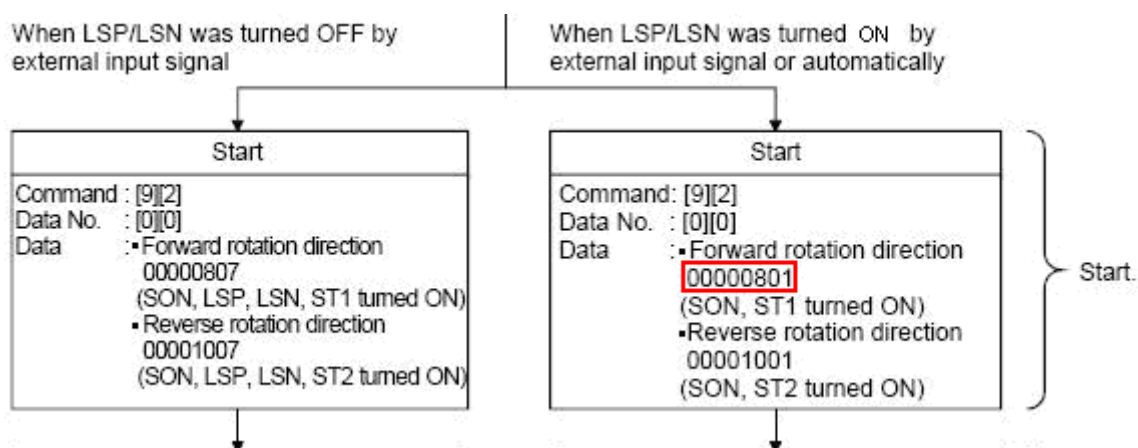 When LSP/LSN was turned OFF by
external input signal
When LSP/LSN was turned ON by
external input signal or automatically
Start
Command : [9][2]
Data No. : [0][0]
Data :▪Forward rotation direction
00000807
(SON, LSP, LSN, ST1 turned ON)
▪Reverse rotation direction
00001007
(SON, LSP, LSN, ST2 turned ON)
Start
Command: [9][2]
Data No. : [0][0]
Data :▪Forward rotation direction
00000801
(SON, ST1 turned ON)
▪Reverse rotation direction
00001001
(SON, ST2 turned ON)
Start.